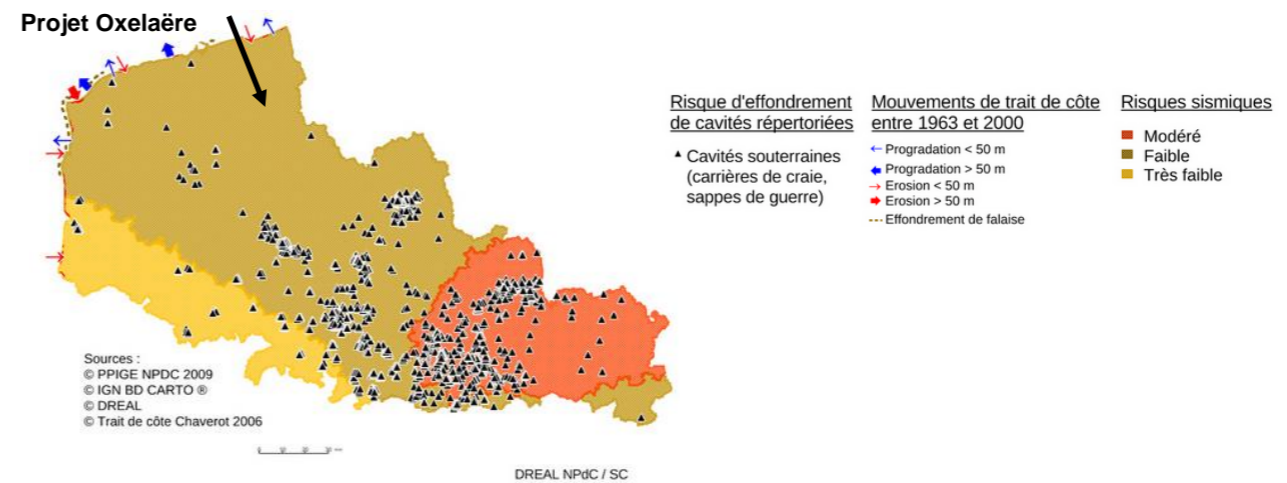 Projet Oxelaëre
Risque d'effondrement
de cavités répertoriées
Cavités souterraines
(carrières de craie,
sappes de guerre)
Mouvements de trait de côte
entre 1963 et 2000
Progradation < 50 m
Progradation > 50 m
Erosion < 50 m
Erosion > 50 m
Effondrement de falaise
Risques sismiques
Modéré
Faible
Très faible
Sources :
© PPIGE NPDC 2009
© IGN BD CARTO ®
© DREAL
© Trait de côte Chaverot 2006
DREAL NPdC / SC